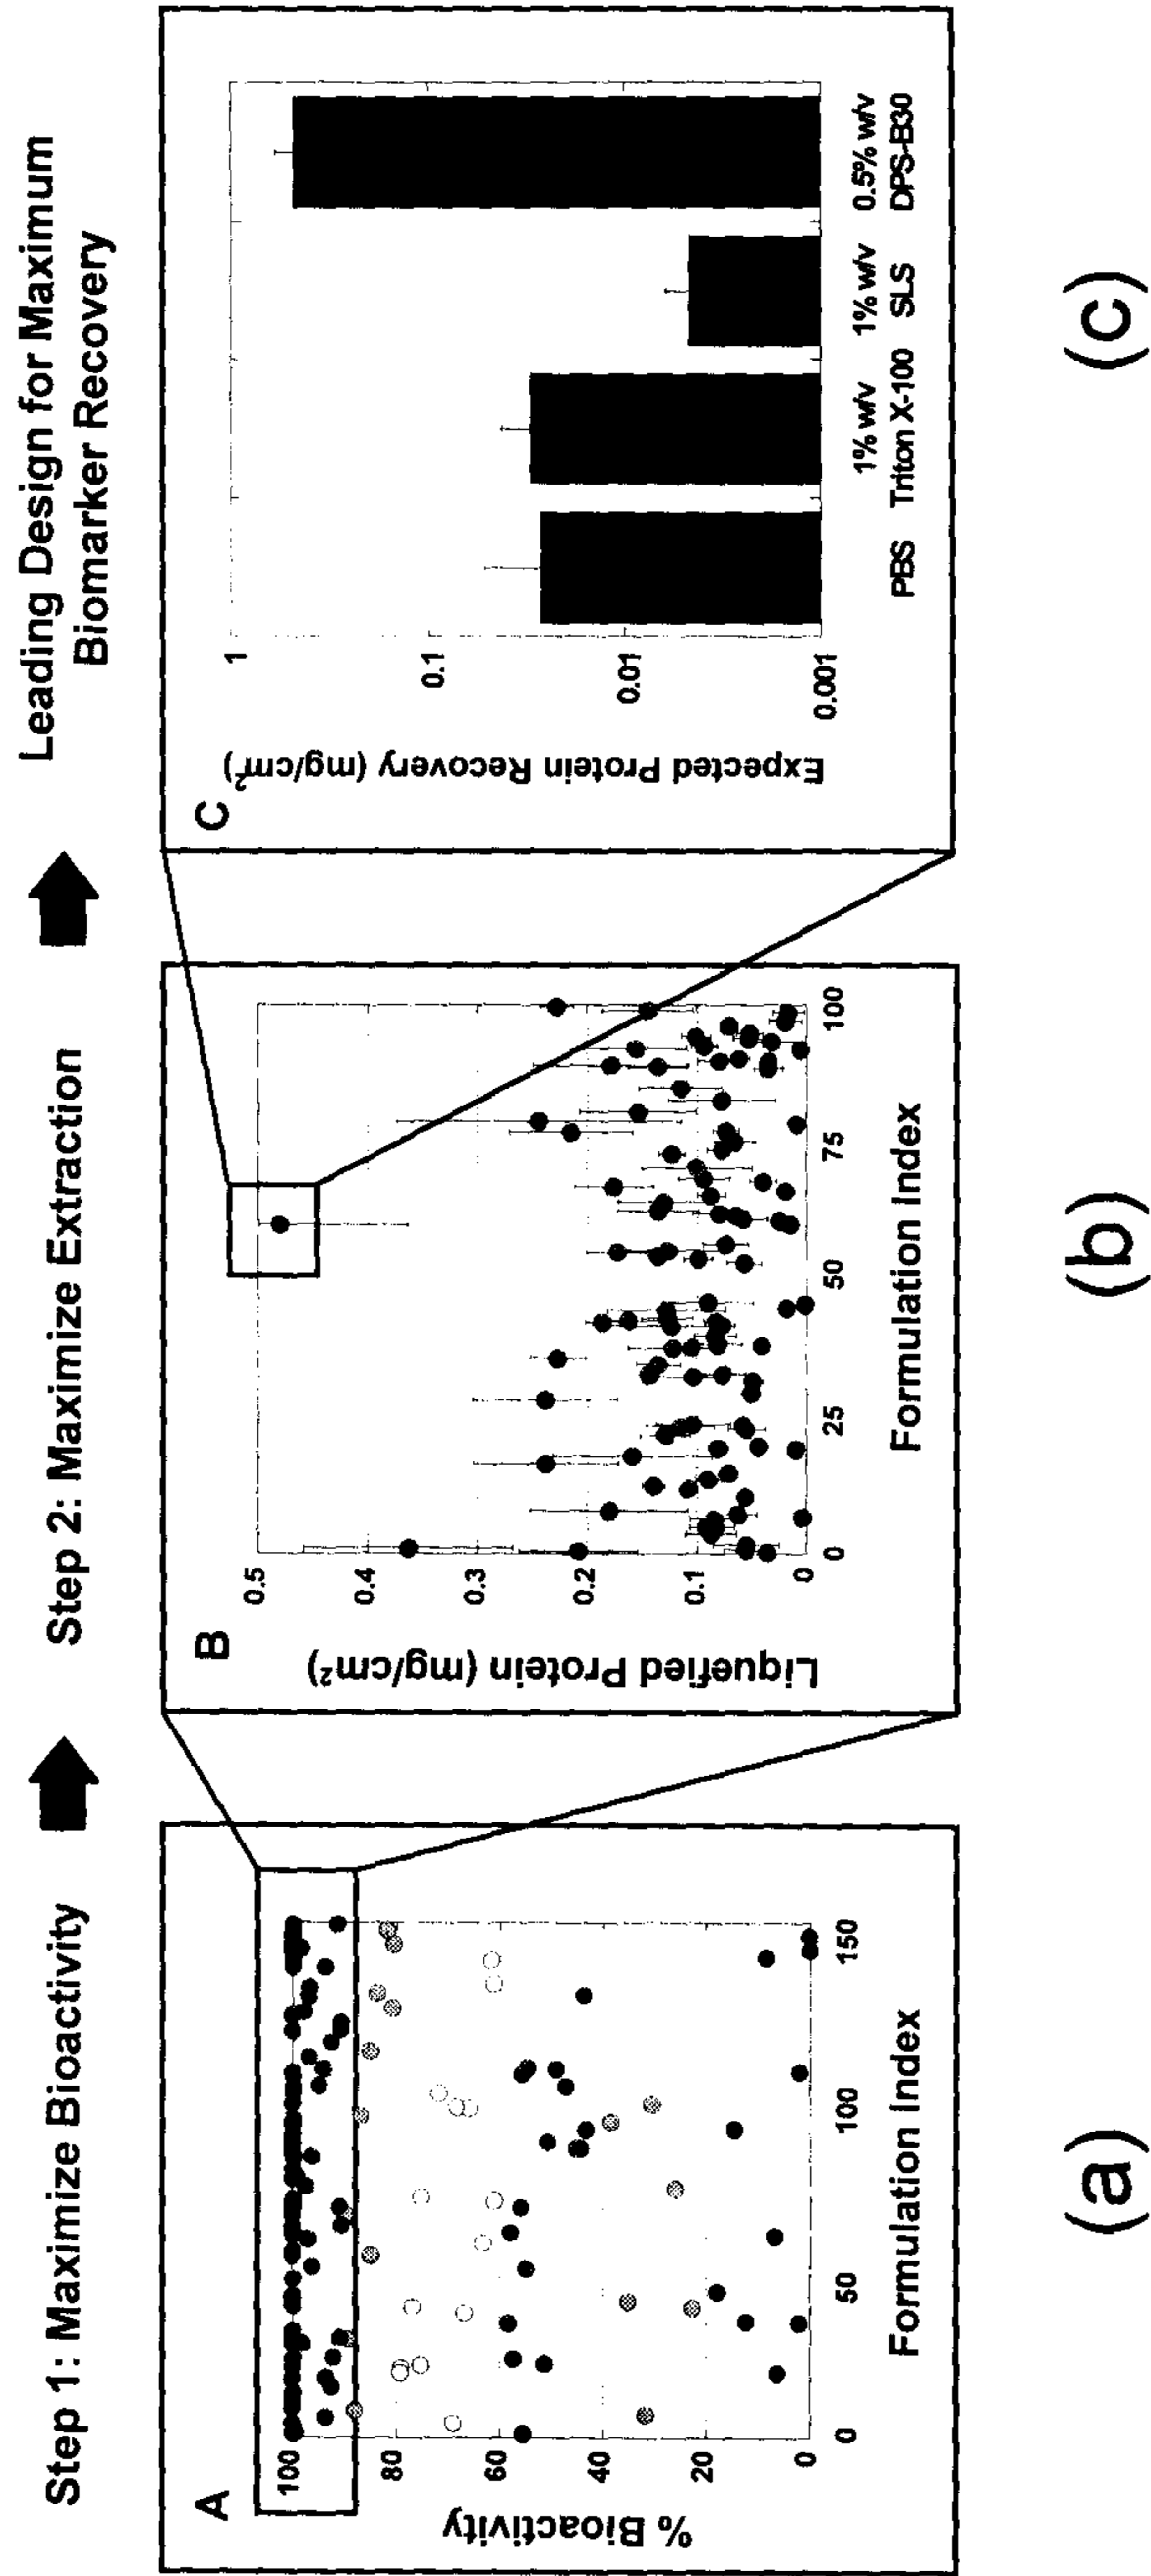 Step 1: Maximize Bioactivity
Step 2: Maximize Extraction
Leading Design for Maximum
Biomarker Recovery
A
% Bioactivity
100
80
60
40
20
0
0
50
100
150
Formulation Index
(a)
B
Liquefied Protein (mg/cm²)
0.5
0.4
0.3
0.2
0.1
0
0
25
50
75
100
Formulation Index
(b)
C
Expected Protein Recovery (mg/cm²)
1
0.1
0.01
0.001
PBS
1% w/v
Triton X-100
1% w/v
SLS
0.5% w/v
DPS-B30
(c)